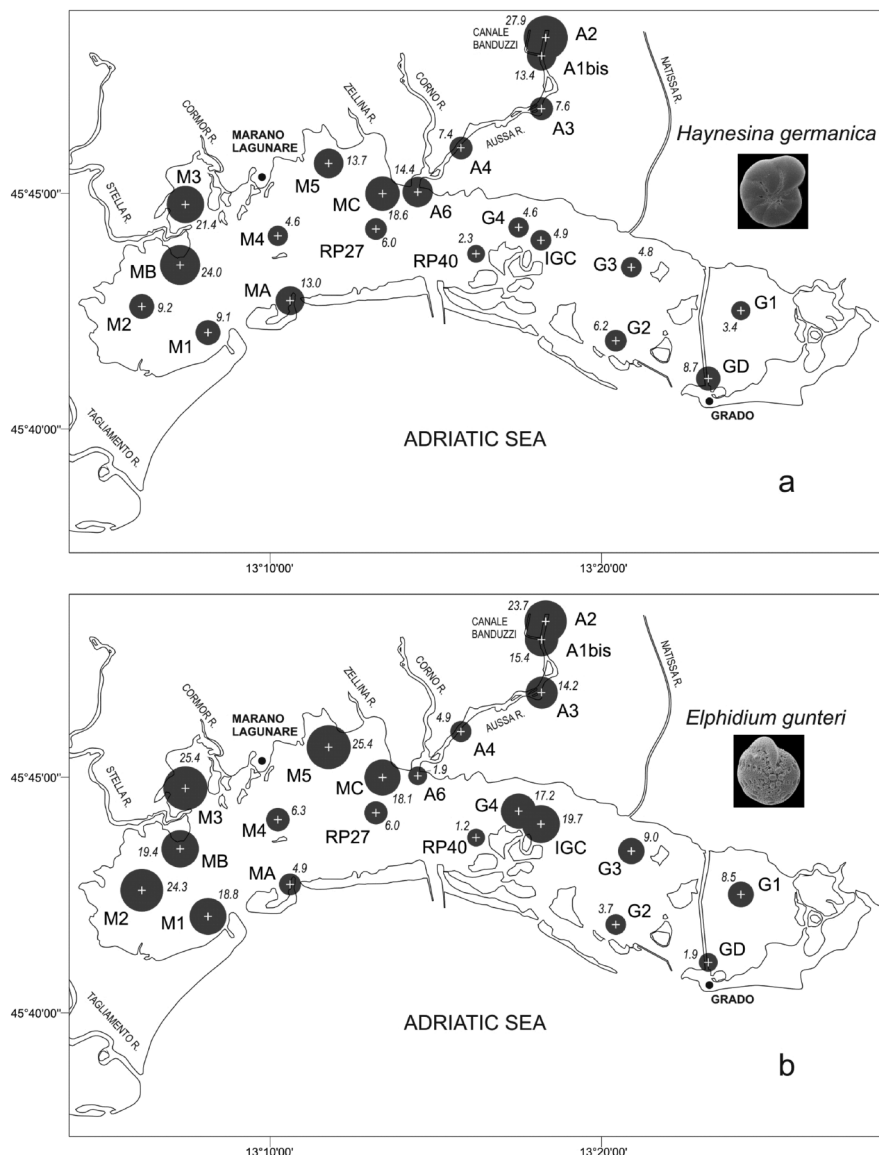 27.9
CANALE
BANDUZZI
A2
A1bis
13.4
NATISSA R.
CORNO R.
ZELLINA R.
7.6
A3
7.4
AUSSA R.
A4
Haynesina germanica
CORMOR R.
MARANO
LAGUNARE
STELLA R.
M3
M5
13.7
14.4
45°45'00"
MC
A6
21.4
18.6
M4
4.6
RP27
6.0
G4
4.6
4.9
IGC
RP40
2.3
G3
4.8
MB
24.0
MA
13.0
M2
9.2
M1
9.1
6.2
G2
G1
3.4
8.7
GD
GRADO
45°40'00"
TAGLIAMENTO R.
ADRIATIC SEA
a
13°10'00'
13°20'00'
23.7
CANALE
BANDUZZI
A2
A1bis
15.4
NATISSA R.
CORNO R.
ZELLINA R.
14.2
A3
4.9
AUSSA R.
A4
Elphidium gunteri
CORMOR R.
MARANO
LAGUNARE
STELLA R.
25.4
M3
M5
25.4
45°45'00"
MC
1.9
A6
18.1
M4
6.3
RP27
6.0
G4
17.2
19.7
IGC
RP40
1.2
G3
9.0
19.4
MB
MA
4.9
M2
24.3
M1
18.8
3.7
G2
8.5
G1
1.9
GD
GRADO
45°40'00"
TAGLIAMENTO R.
ADRIATIC SEA
b
13°10'00'
13°20'00'